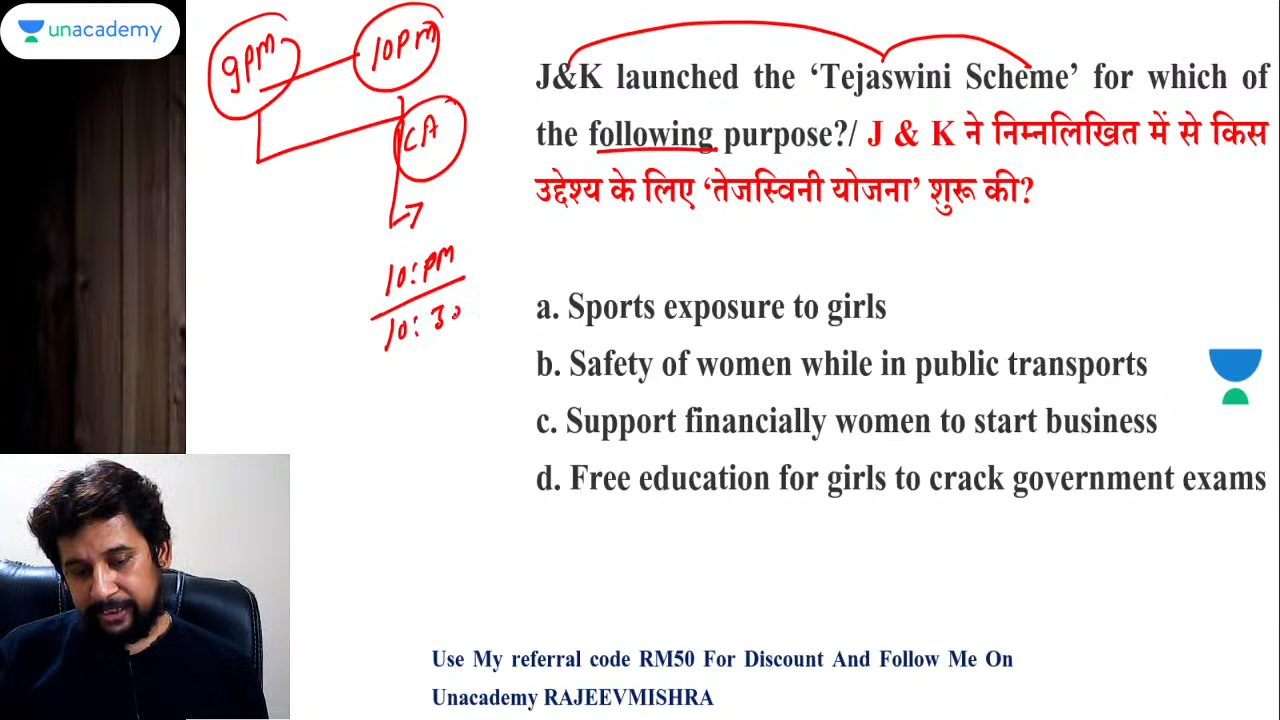 unacademy
9pm
10pm
CA
10:pm
10:30
J&K launched the ‘Tejaswini Scheme’ for which of
the following purpose?/ J & K ने निम्नलिखित में से किस
उद्देश्य के लिए ‘तेजस्विनी योजना’ शुरू की?
a. Sports exposure to girls
b. Safety of women while in public transports
c. Support financially women to start business
d. Free education for girls to crack government exams
Use My referral code RM50 For Discount And Follow Me On
Unacademy RAJEEVMISHRA